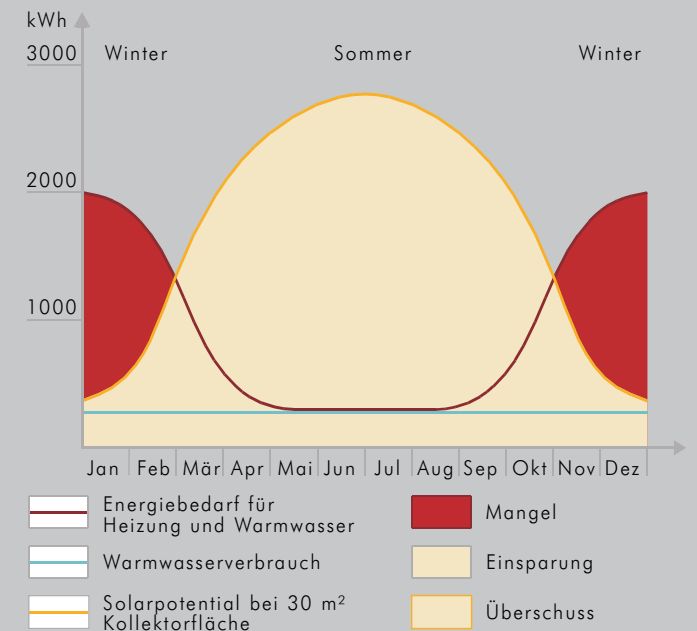 kWh
3000
Winter
Sommer
Winter
2000
1000
Jan
Feb
Mär
Apr
Mai
Jun
Jul
Aug
Sep
Okt
Nov
Dez
Energiebedarf für
Heizung und Warmwasser
Mangel
Warmwasserverbrauch
Einsparung
Solarpotential bei 30 m²
Kollektorfläche
Überschuss